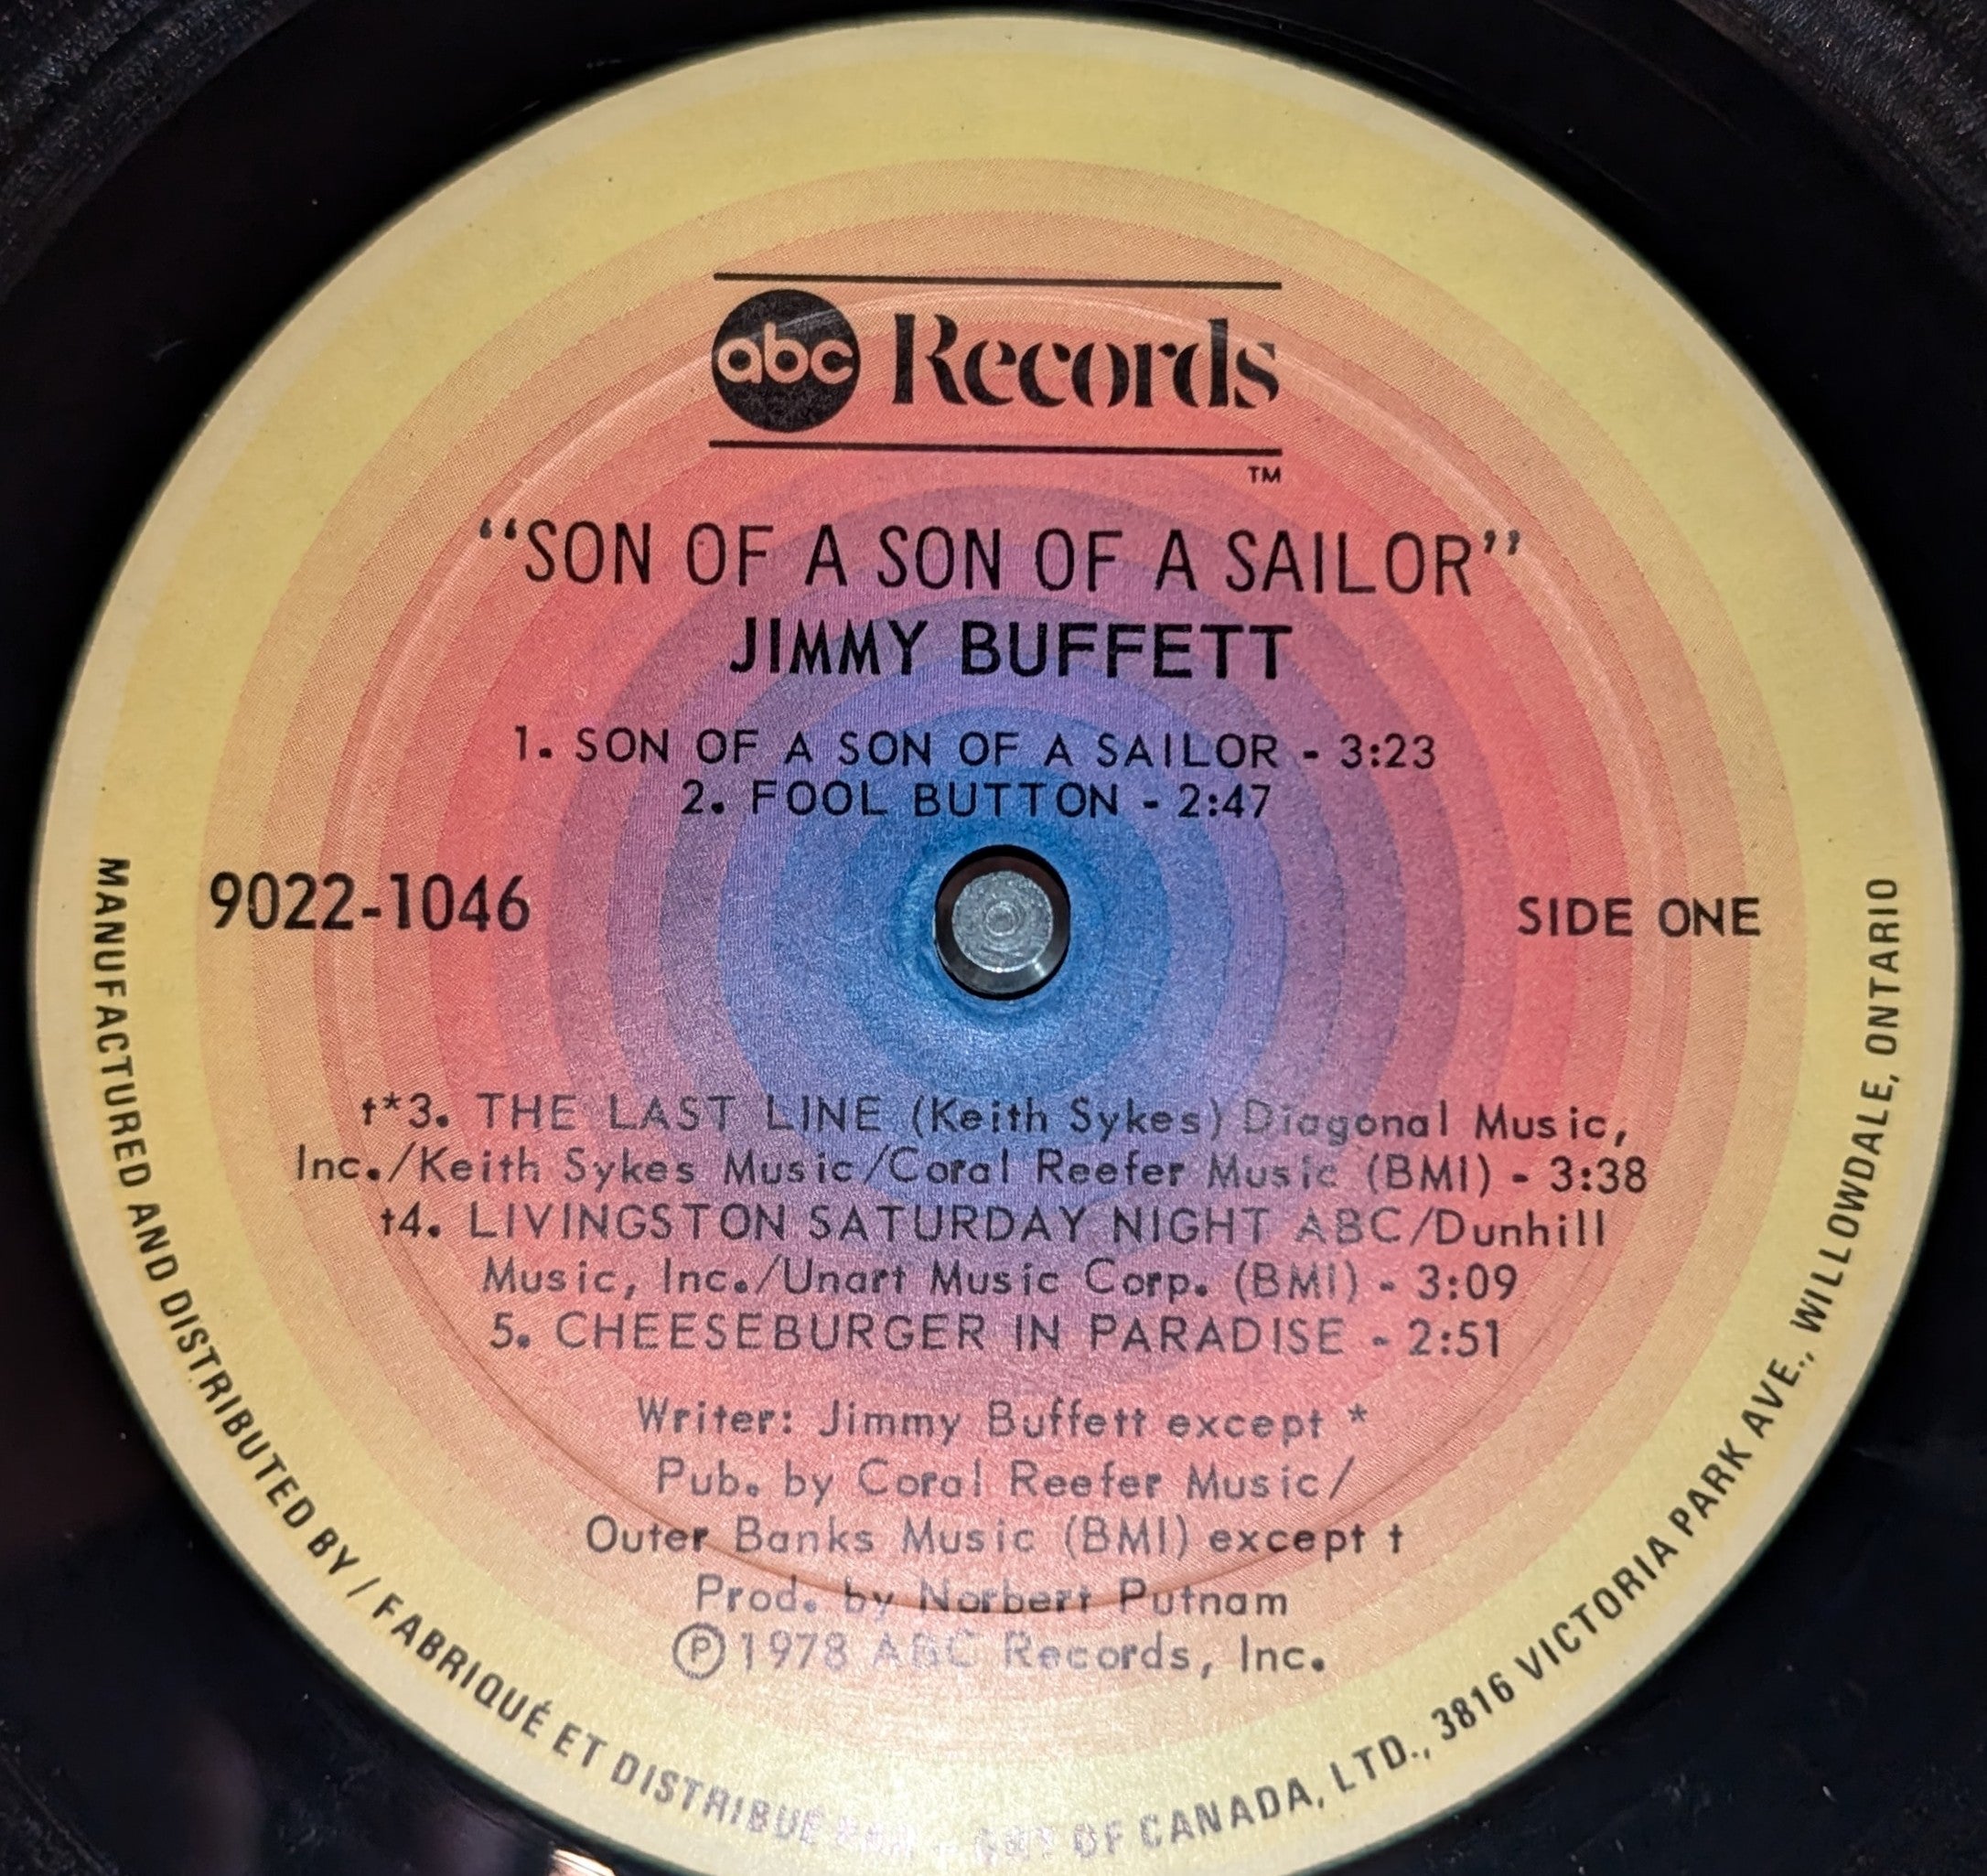 abc Records
TM
“SON OF A SON OF A SAILOR”
JIMMY BUFFETT
1. SON OF A SON OF A SAILOR - 3:23
2. FOOL BUTTON - 2:47
9022-1046
SIDE ONE
†*3. THE LAST LINE (Keith Sykes) Diagonal Music,
Inc./Keith Sykes Music/Coral Reefer Music (BMI) - 3:38
†4. LIVINGSTON SATURDAY NIGHT ABC/Dunhill
Music, Inc./Unart Music Corp. (BMI) - 3:09
5. CHEESEBURGER IN PARADISE - 2:51
Writer: Jimmy Buffett except *
Pub. by Coral Reefer Music/
Outer Banks Music (BMI) except †
Prod. by Norbert Putnam
Ⓟ1978 ABC Records, Inc.
MANUFACTURED AND DISTRIBUTED BY / FABRIQUÉ ET DISTRIBUÉ OF CANADA, LTD., 3816 VICTORIA PARK AVE., WILLOWDALE, ONTARIO